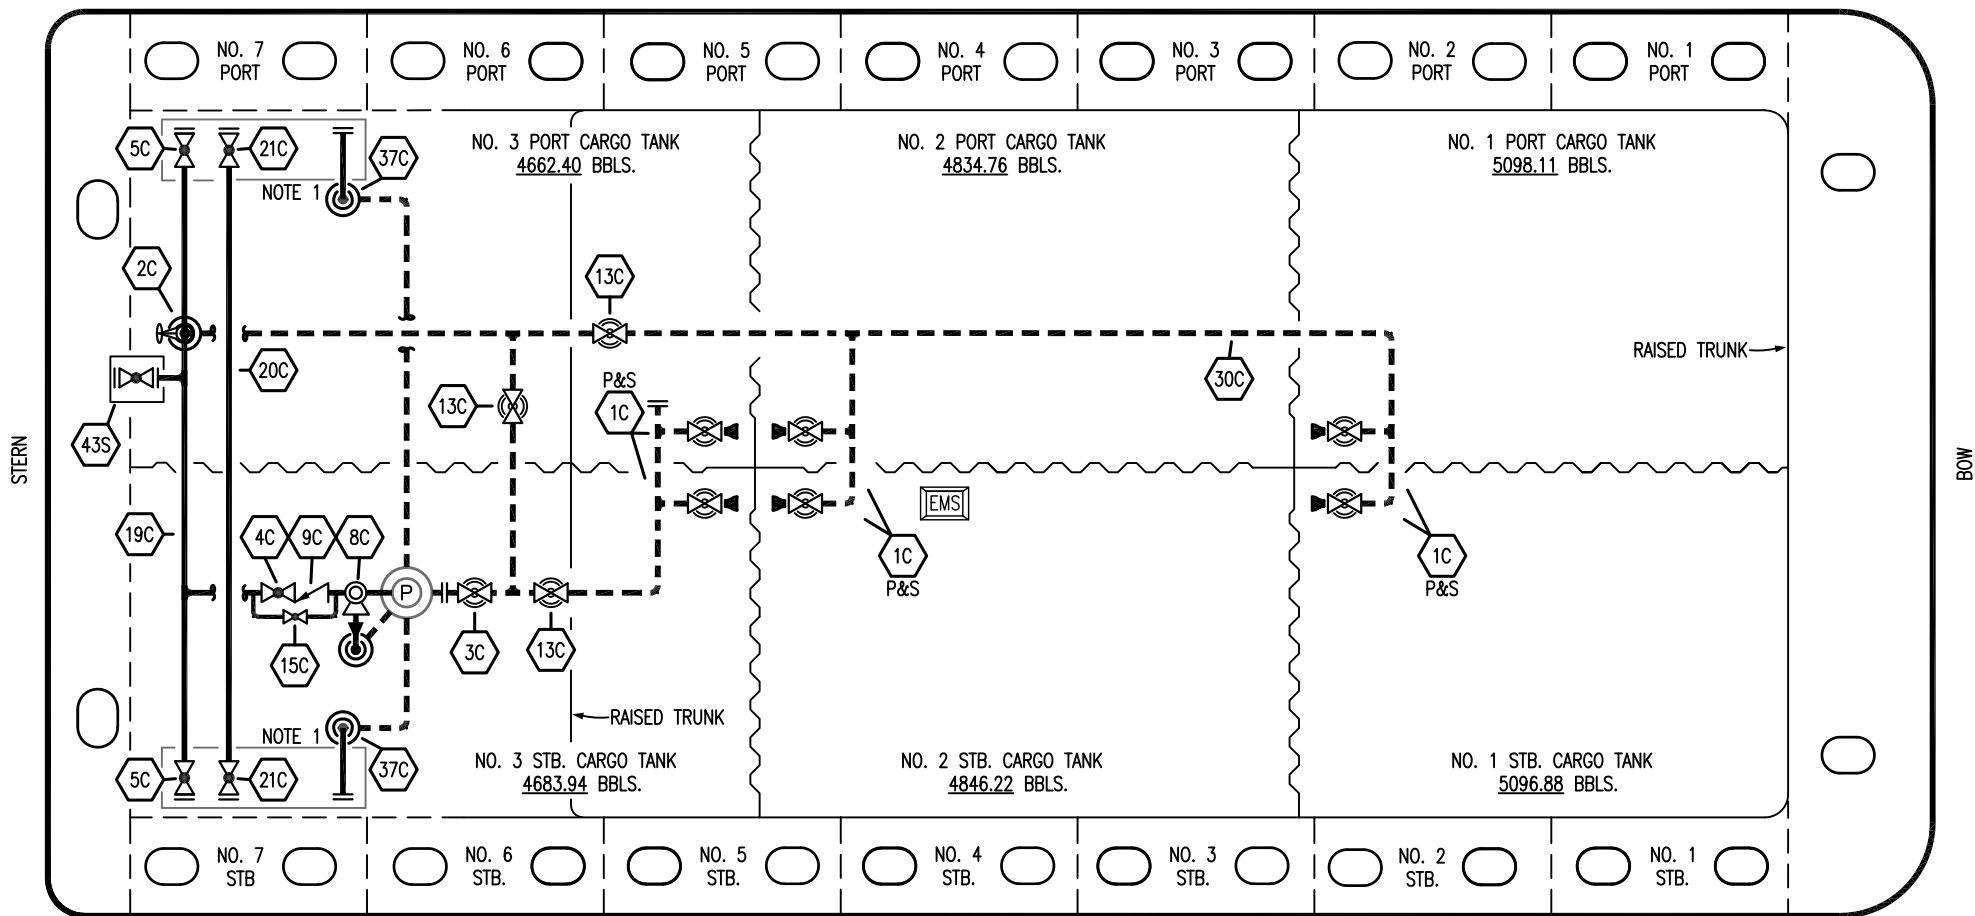 NO. 7
PORT
NO. 6
PORT
NO. 5
PORT
NO. 4
PORT
NO. 3
PORT
NO. 2
PORT
NO. 1
PORT
5C
21C
37C
NOTE 1
NO. 3 PORT CARGO TANK
4662.40 BBLS.
NO. 2 PORT CARGO TANK
4834.76 BBLS.
NO. 1 PORT CARGO TANK
5098.11 BBLS.
2C
13C
20C
30C
RAISED TRUNK
P&S
1C
13C
43S
STERN
BOW
EMS
19C
4C
9C
8C
P
1C
P&S
1C
P&S
15C
3C
13C
RAISED TRUNK
NOTE 1
5C
21C
37C
NO. 3 STB. CARGO TANK
4683.94 BBLS.
NO. 2 STB. CARGO TANK
4846.22 BBLS.
NO. 1 STB. CARGO TANK
5096.88 BBLS.
NO. 7
STB
NO. 6
STB.
NO. 5
STB.
NO. 4
STB.
NO. 3
STB.
NO. 2
STB.
NO. 1
STB.